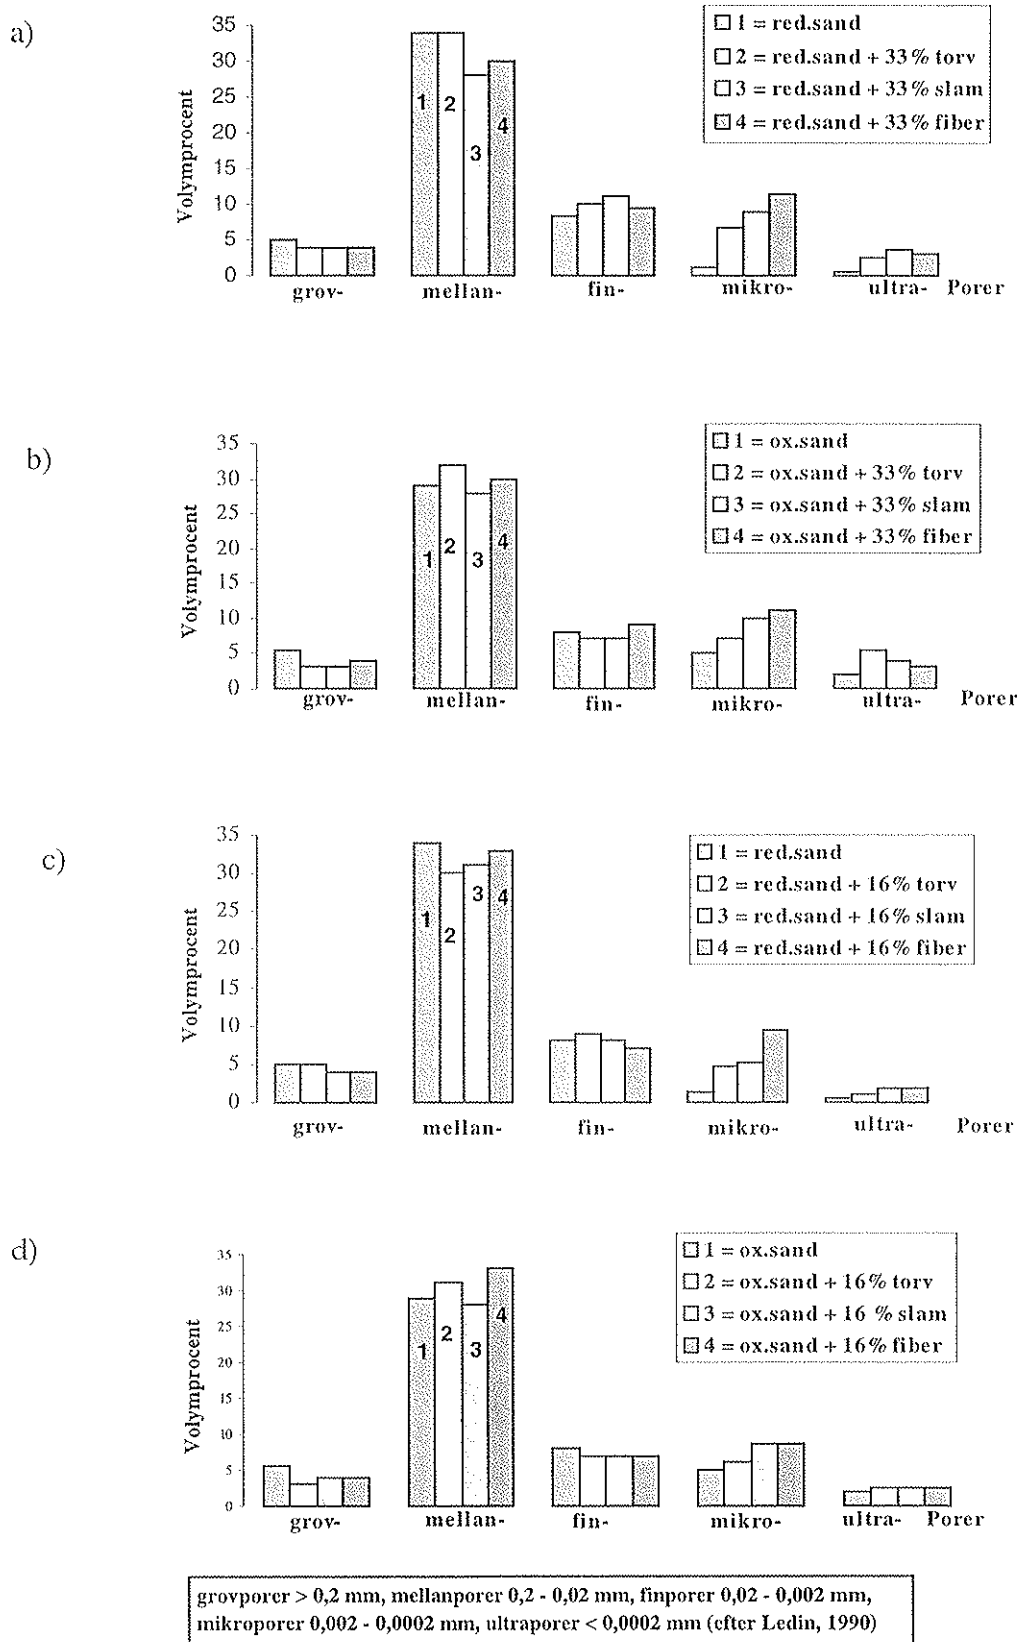 a)
Volymprocent
35
30
25
20
15
10
5
0
1
2
3
4
grov-
mellan-
fin-
mikro-
ultra-
Porer
1 = red.sand
2 = red.sand + 33% torv
3 = red.sand + 33% slam
4 = red.sand + 33% fiber
b)
Volymprocent
35
30
25
20
15
10
5
0
1
2
3
4
grov-
mellan-
fin-
mikro-
ultra-
Porer
1 = ox.sand
2 = ox.sand + 33% torv
3 = ox.sand + 33% slam
4 = ox.sand + 33% fiber
c)
Volymprocent
35
30
25
20
15
10
5
0
1
2
3
4
grov-
mellan-
fin-
mikro-
ultra-
Porer
1 = red.sand
2 = red.sand + 16% torv
3 = red.sand + 16% slam
4 = red.sand + 16% fiber
d)
Volymprocent
35
30
25
20
15
10
5
0
1
2
3
4
grov-
mellan-
fin-
mikro-
ultra-
Porer
1 = ox.sand
2 = ox.sand + 16% torv
3 = ox.sand + 16 % slam
4 = ox.sand + 16% fiber
grovporer > 0,2 mm, mellanporer 0,2 - 0,02 mm, finporer 0,02 - 0,002 mm,
mikroporer 0,002 - 0,0002 mm, ultraporer < 0,0002 mm (efter Ledin, 1990)